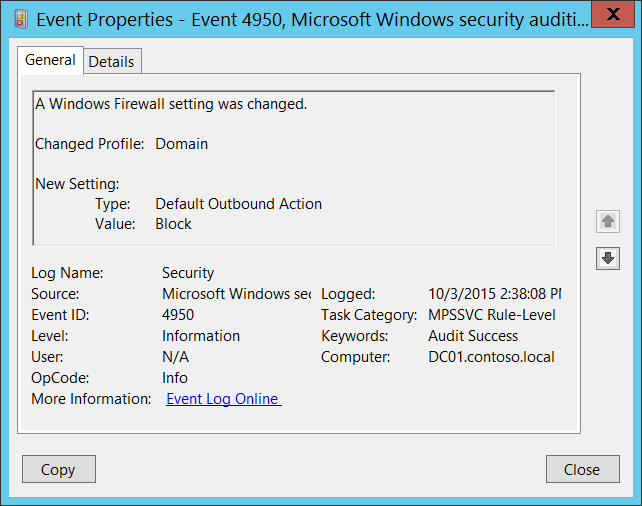 Event Properties - Event 4950, Microsoft Windows security auditi...
X
General Details
A Windows Firewall setting was changed.
Changed Profile: Domain
New Setting:
Type: Default Outbound Action
Value: Block
Log Name: Security
Source: Microsoft Windows sec Logged: 10/3/2015 2:38:08 PM
Event ID: 4950 Task Category: MPSSVC Rule-Level
Level: Information Keywords: Audit Success
User: N/A Computer: DC01.contoso.local
OpCode: Info
More Information: Event Log Online
Copy Close